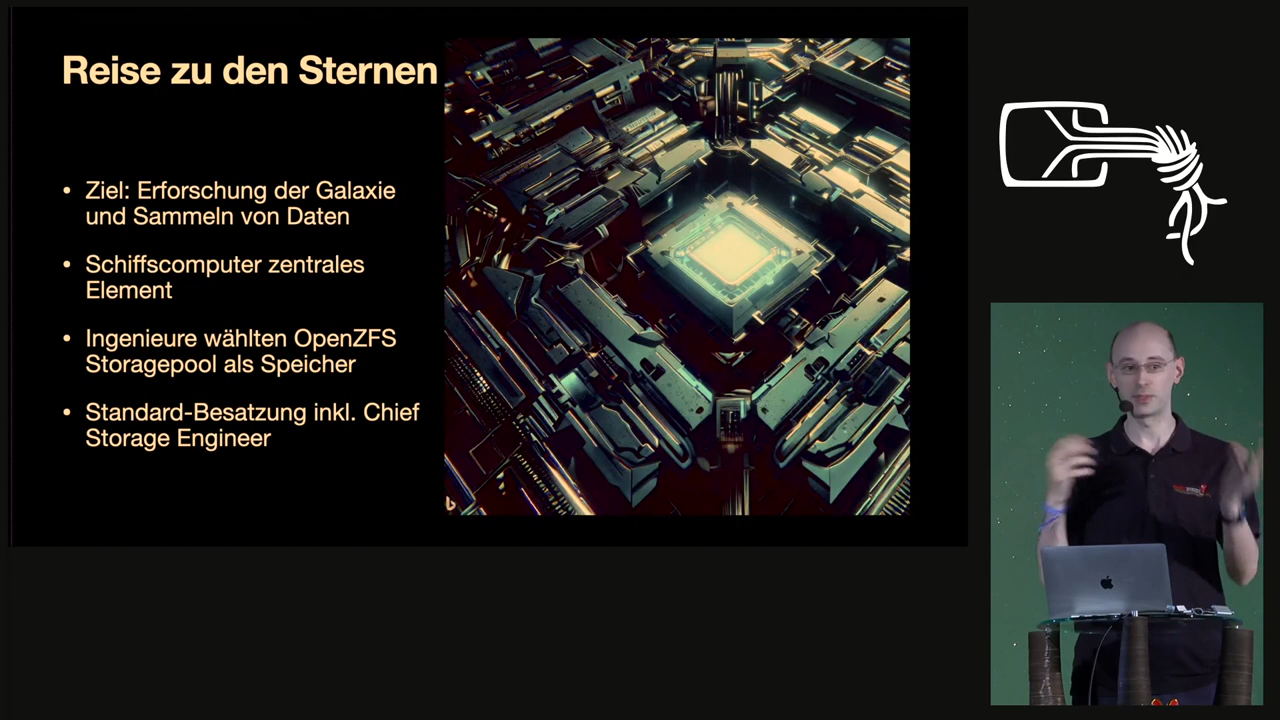 Reise zu den Sternen
• Ziel: Erforschung der Galaxie
und Sammeln von Daten
• Schiffscomputer zentrales
Element
• Ingenieure wählten OpenZFS
Storagepool als Speicher
• Standard-Besatzung inkl. Chief
Storage Engineer